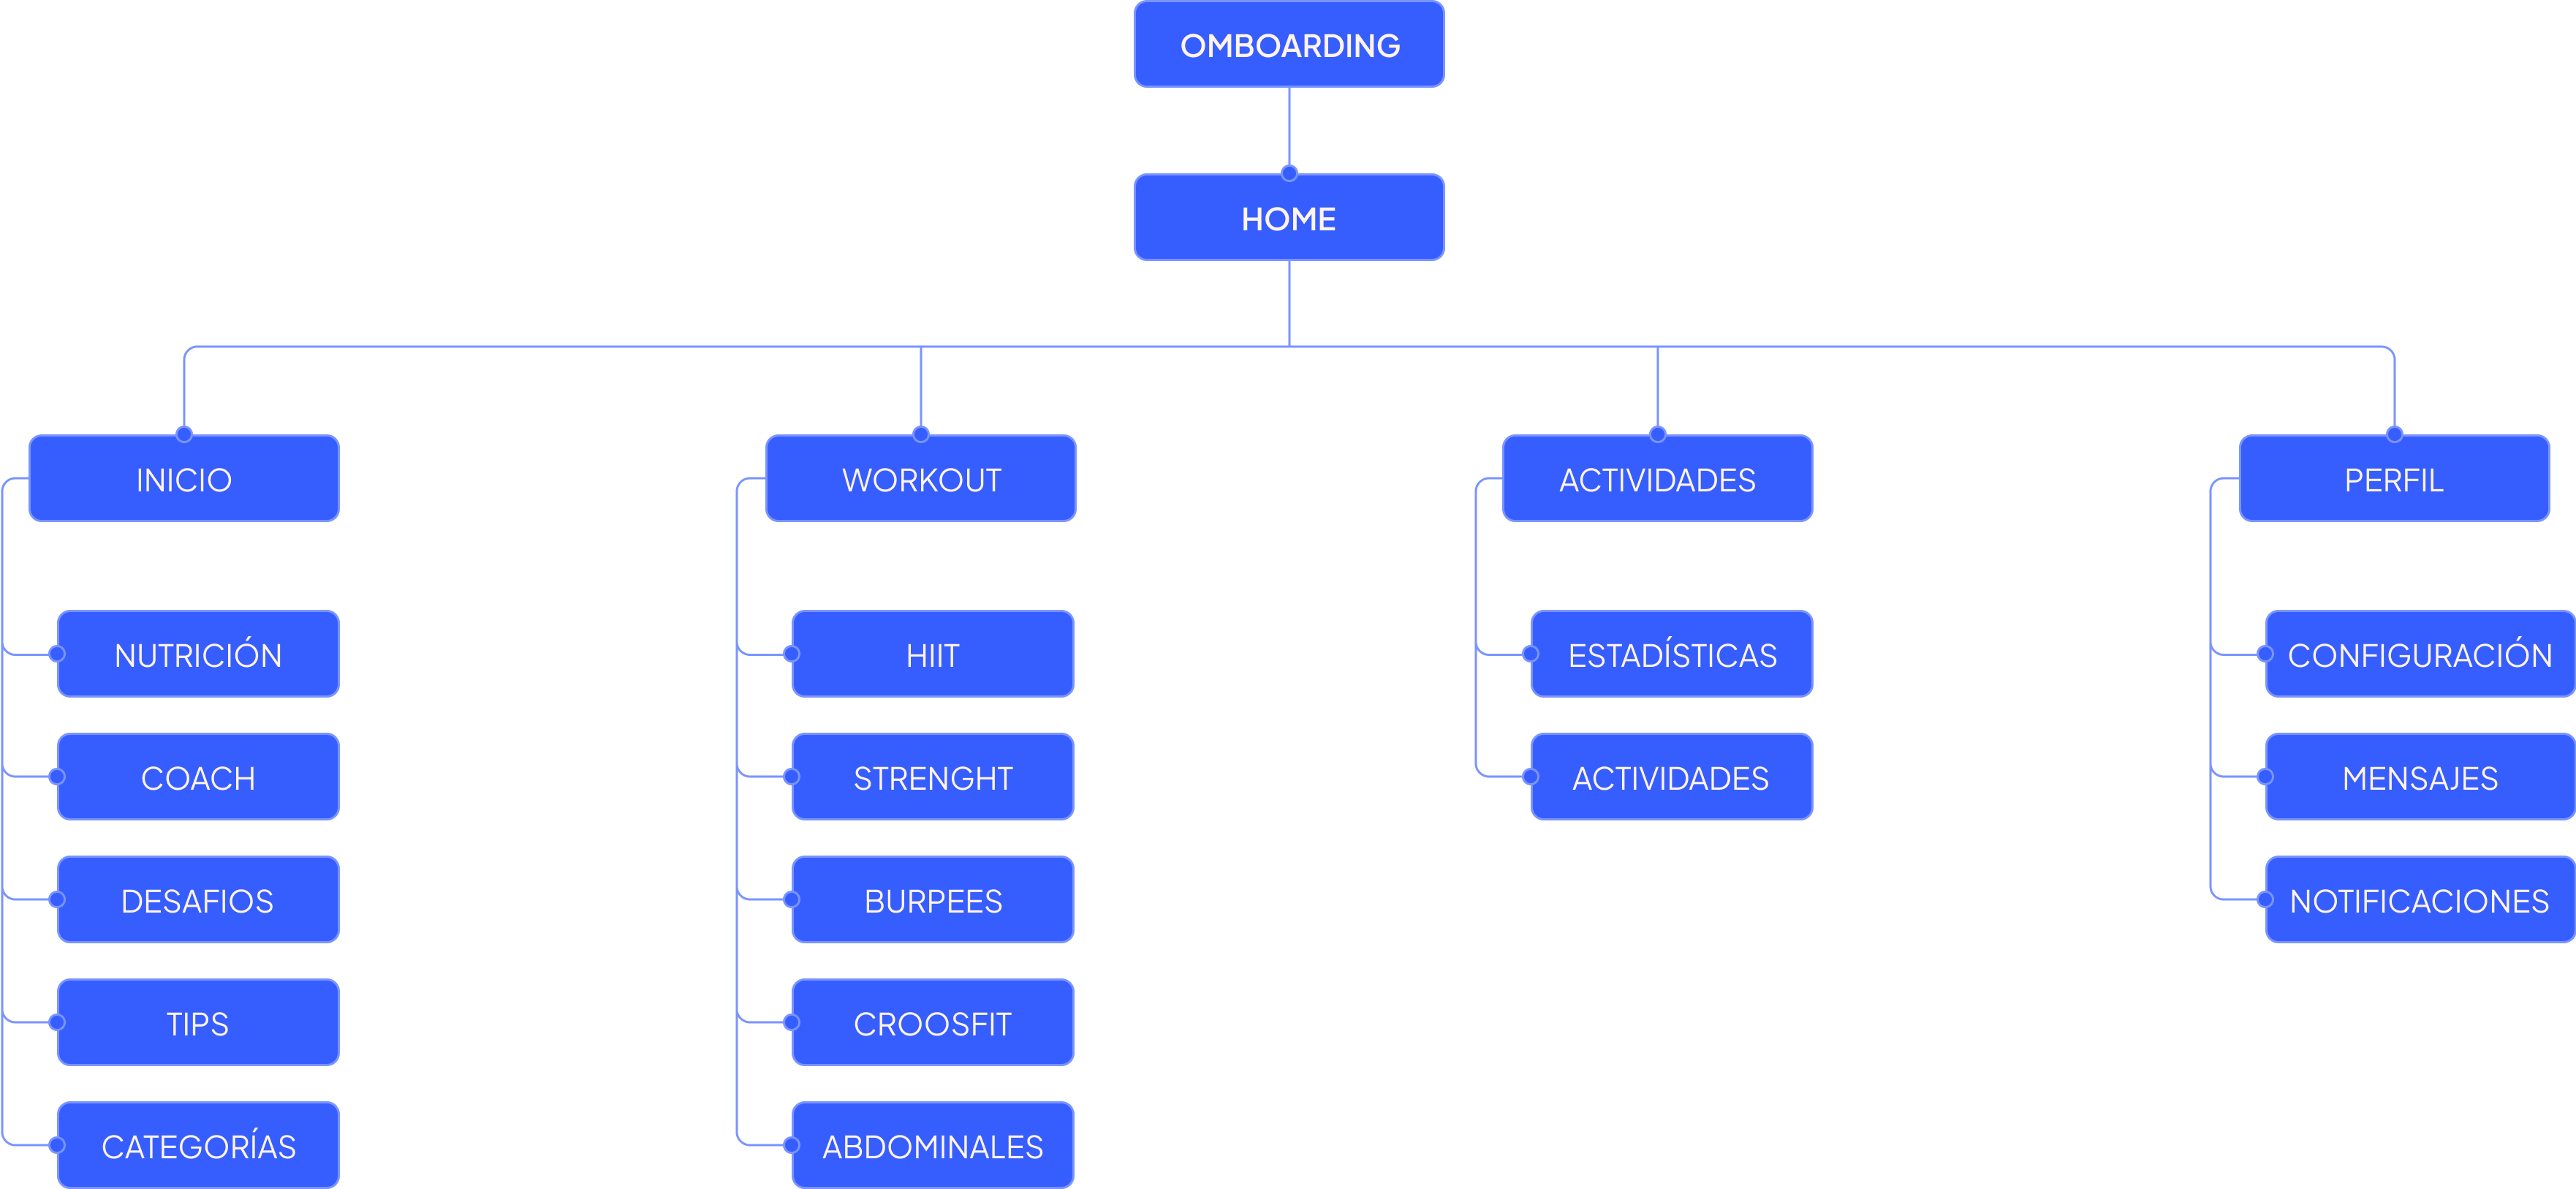 OMBOARDING
HOME
INICIO
WORKOUT
ACTIVIDADES
PERFIL
NUTRICIÓN
HIIT
ESTADÍSTICAS
CONFIGURACIÓN
COACH
STRENGHT
ACTIVIDADES
MENSAJES
DESAFIOS
BURPEES
NOTIFICACIONES
TIPS
CROOSFIT
CATEGORÍAS
ABDOMINALES